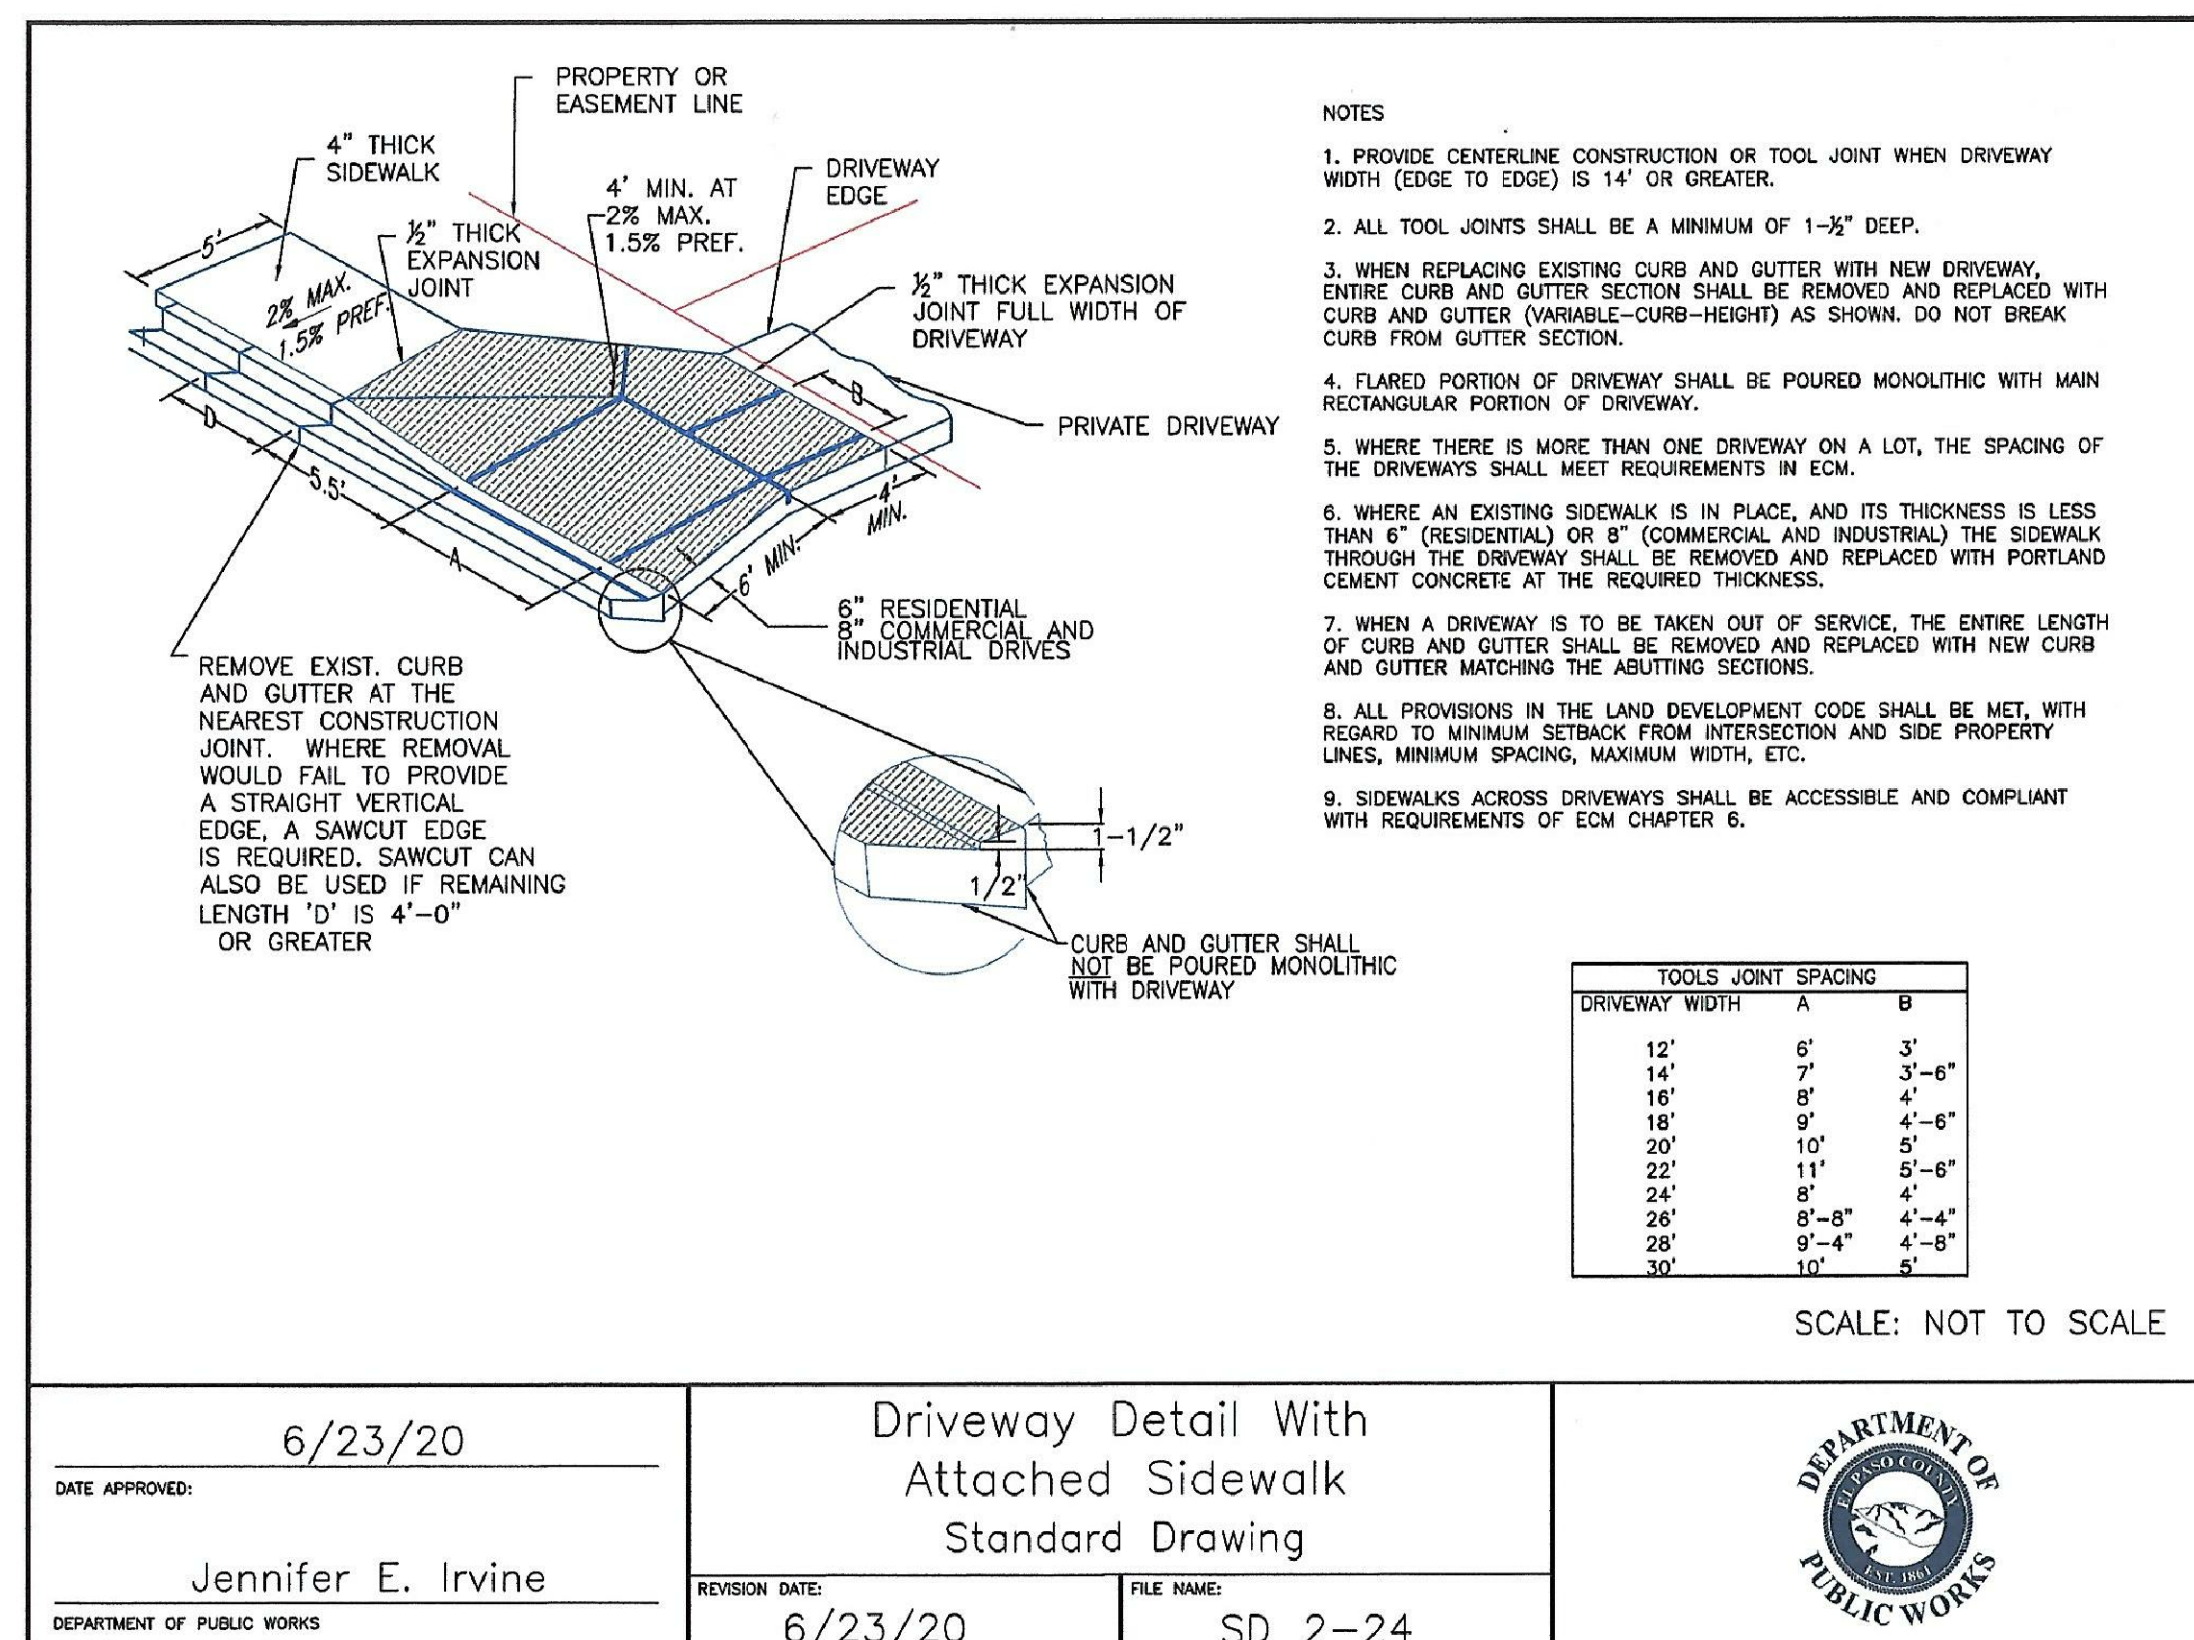 PROPERTY OR
EASEMENT LINE
4" THICK
SIDEWALK
½" THICK
EXPANSION
JOINT
4' MIN. AT
2% MAX.
1.5% PREF.
DRIVEWAY
EDGE
½" THICK EXPANSION
JOINT FULL WIDTH OF
DRIVEWAY
PRIVATE DRIVEWAY
5'
2% MAX.
1.5% PREF.
B
D
5.5'
A
4'
MIN.
6' MIN.
6" RESIDENTIAL
8" COMMERCIAL AND
INDUSTRIAL DRIVES
REMOVE EXIST. CURB
AND GUTTER AT THE
NEAREST CONSTRUCTION
JOINT. WHERE REMOVAL
WOULD FAIL TO PROVIDE
A STRAIGHT VERTICAL
EDGE, A SAWCUT EDGE
IS REQUIRED. SAWCUT CAN
ALSO BE USED IF REMAINING
LENGTH 'D' IS 4'-0"
OR GREATER
1-1/2"
1/2"
CURB AND GUTTER SHALL
NOT BE POURED MONOLITHIC
WITH DRIVEWAY
NOTES
1. PROVIDE CENTERLINE CONSTRUCTION OR TOOL JOINT WHEN DRIVEWAY
WIDTH (EDGE TO EDGE) IS 14' OR GREATER.
2. ALL TOOL JOINTS SHALL BE A MINIMUM OF 1-½" DEEP.
3. WHEN REPLACING EXISTING CURB AND GUTTER WITH NEW DRIVEWAY,
ENTIRE CURB AND GUTTER SECTION SHALL BE REMOVED AND REPLACED WITH
CURB AND GUTTER (VARIABLE-CURB-HEIGHT) AS SHOWN. DO NOT BREAK
CURB FROM GUTTER SECTION.
4. FLARED PORTION OF DRIVEWAY SHALL BE POURED MONOLITHIC WITH MAIN
RECTANGULAR PORTION OF DRIVEWAY.
5. WHERE THERE IS MORE THAN ONE DRIVEWAY ON A LOT, THE SPACING OF
THE DRIVEWAYS SHALL MEET REQUIREMENTS IN ECM.
6. WHERE AN EXISTING SIDEWALK IS IN PLACE, AND ITS THICKNESS IS LESS
THAN 6" (RESIDENTIAL) OR 8" (COMMERCIAL AND INDUSTRIAL) THE SIDEWALK
THROUGH THE DRIVEWAY SHALL BE REMOVED AND REPLACED WITH PORTLAND
CEMENT CONCRETE AT THE REQUIRED THICKNESS.
7. WHEN A DRIVEWAY IS TO BE TAKEN OUT OF SERVICE, THE ENTIRE LENGTH
OF CURB AND GUTTER SHALL BE REMOVED AND REPLACED WITH NEW CURB
AND GUTTER MATCHING THE ABUTTING SECTIONS.
8. ALL PROVISIONS IN THE LAND DEVELOPMENT CODE SHALL BE MET, WITH
REGARD TO MINIMUM SETBACK FROM INTERSECTION AND SIDE PROPERTY
LINES, MINIMUM SPACING, MAXIMUM WIDTH, ETC.
9. SIDEWALKS ACROSS DRIVEWAYS SHALL BE ACCESSIBLE AND COMPLIANT
WITH REQUIREMENTS OF ECM CHAPTER 6.
TOOLS JOINT SPACING
DRIVEWAY WIDTH A B
12' 6' 3'
14' 7' 3'-6"
16' 8' 4'
18' 9' 4'-6"
20' 10' 5'
22' 11' 5'-6"
24' 8' 4'
26' 8'-8" 4'-4"
28' 9'-4" 4'-8"
30' 10' 5'
SCALE: NOT TO SCALE
6/23/20
DATE APPROVED:
Jennifer E. Irvine
DEPARTMENT OF PUBLIC WORKS
Driveway Detail With
Attached Sidewalk
Standard Drawing
REVISION DATE:
6/23/20
FILE NAME:
SD 2-24
DEPARTMENT OF
EL PASO COUNTY
EST. 1861
PUBLIC WORKS